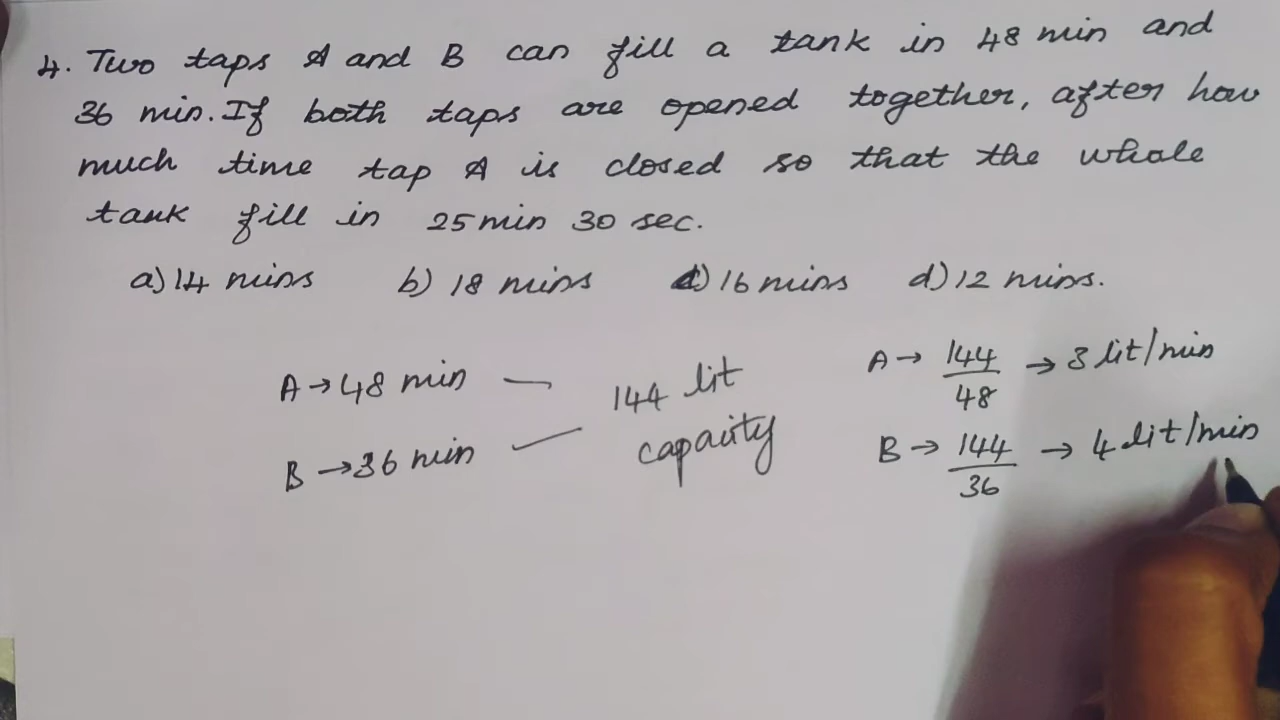 4. Two taps A and B can fill a tank in 48 min and
36 min. If both taps are opened together, after how
much time tap A is closed so that the whole
tank fill in 25min 30 sec.
a) 14 mins b) 18 mins c) 16 mins d) 12 mins.
A → 48 min — 144 lit
B → 36 min — capacity
A → 144/48 → 3 lit/min
B → 144/36 → 4 lit/min